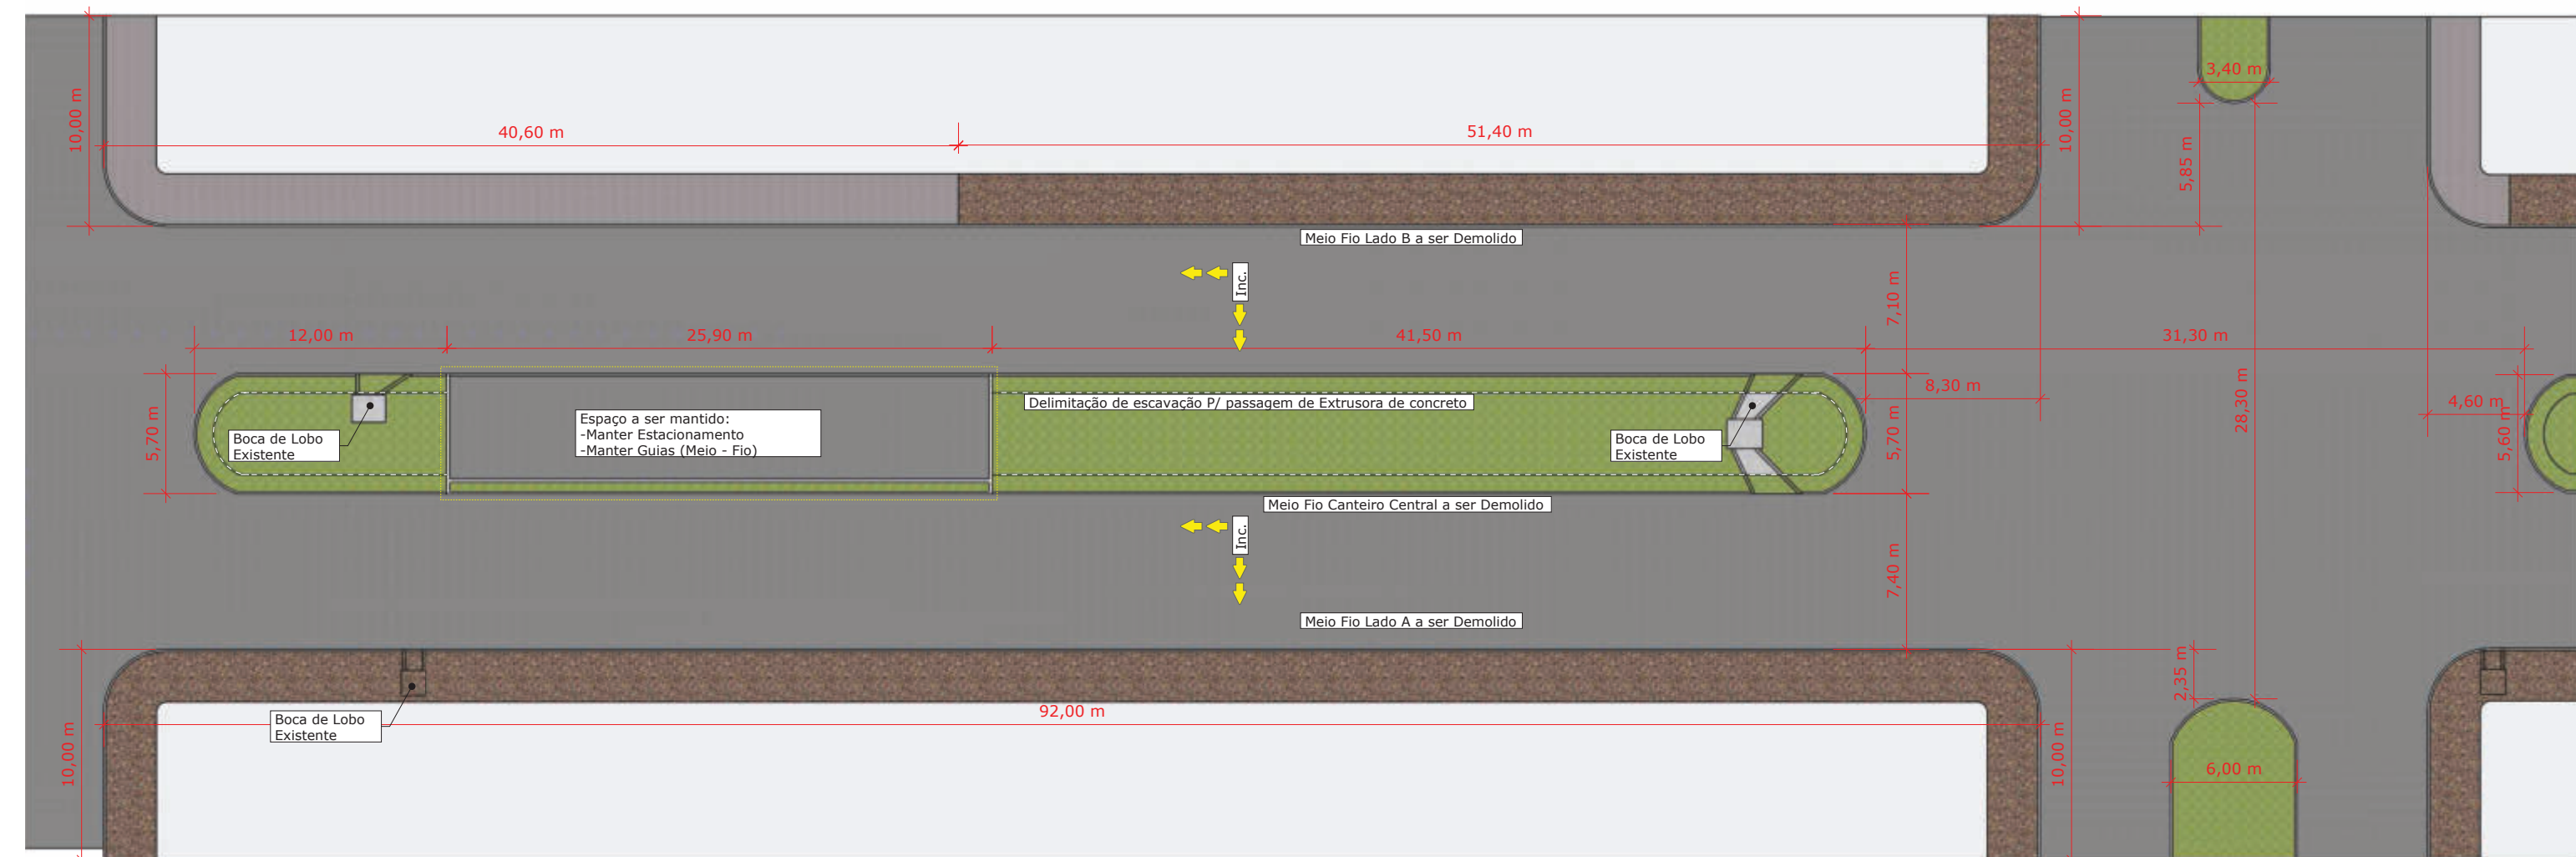 3,40 m
10,00 m
10,00 m
40,60 m
51,40 m
5,85 m
Meio Fio Lado B a ser Demolido
Inc.
7,10 m
12,00 m
25,90 m
41,50 m
31,30 m
8,30 m
28,30 m
4,60 m
Delimitação de escavação P/ passagem de Extrusora de concreto
Espaço a ser mantido:
-Manter Estacionamento
-Manter Guias (Meio - Fio)
5,70 m
Boca de Lobo
Existente
Boca de Lobo
Existente
5,70 m
5,60 m
Meio Fio Canteiro Central a ser Demolido
Inc.
7,40 m
Meio Fio Lado A a ser Demolido
2,35 m
Boca de Lobo
Existente
92,00 m
10,00 m
10,00 m
6,00 m